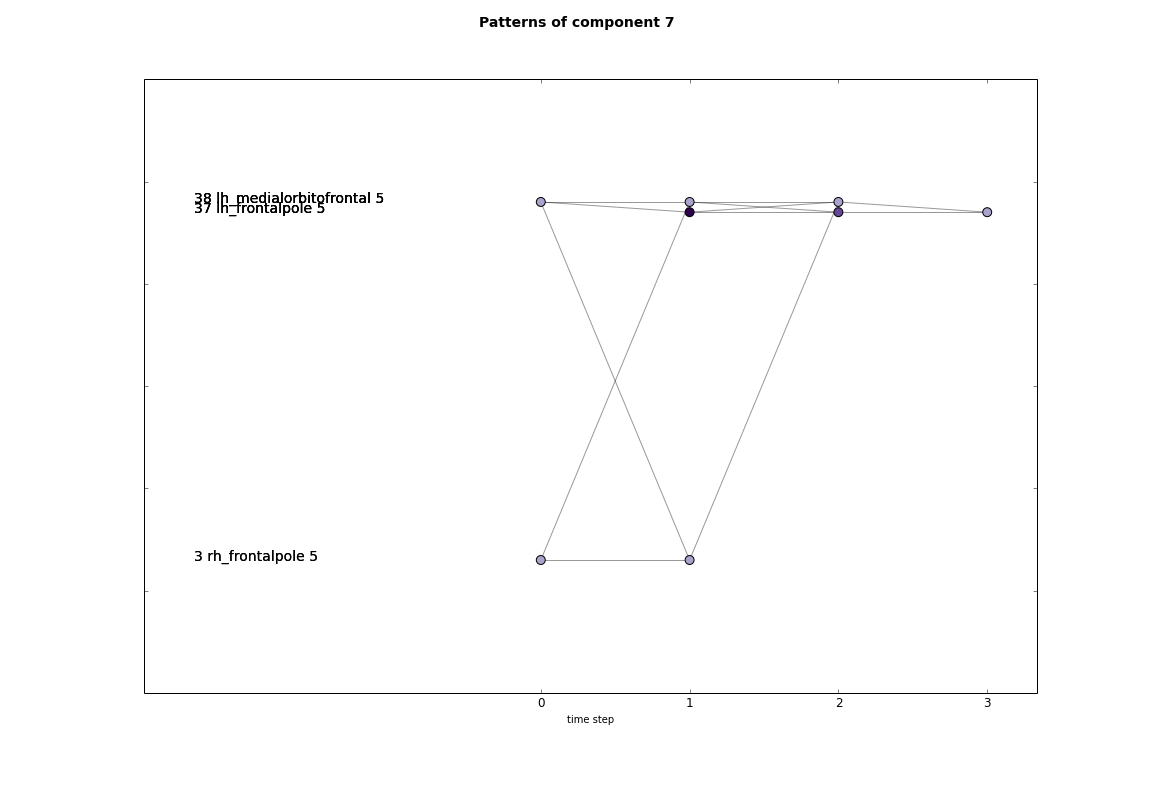 Patterns of component 7
38 lh_medialorbitofrontal 5
37 lh_frontalpole 5
3 rh_frontalpole 5
0 1 2 3
time step